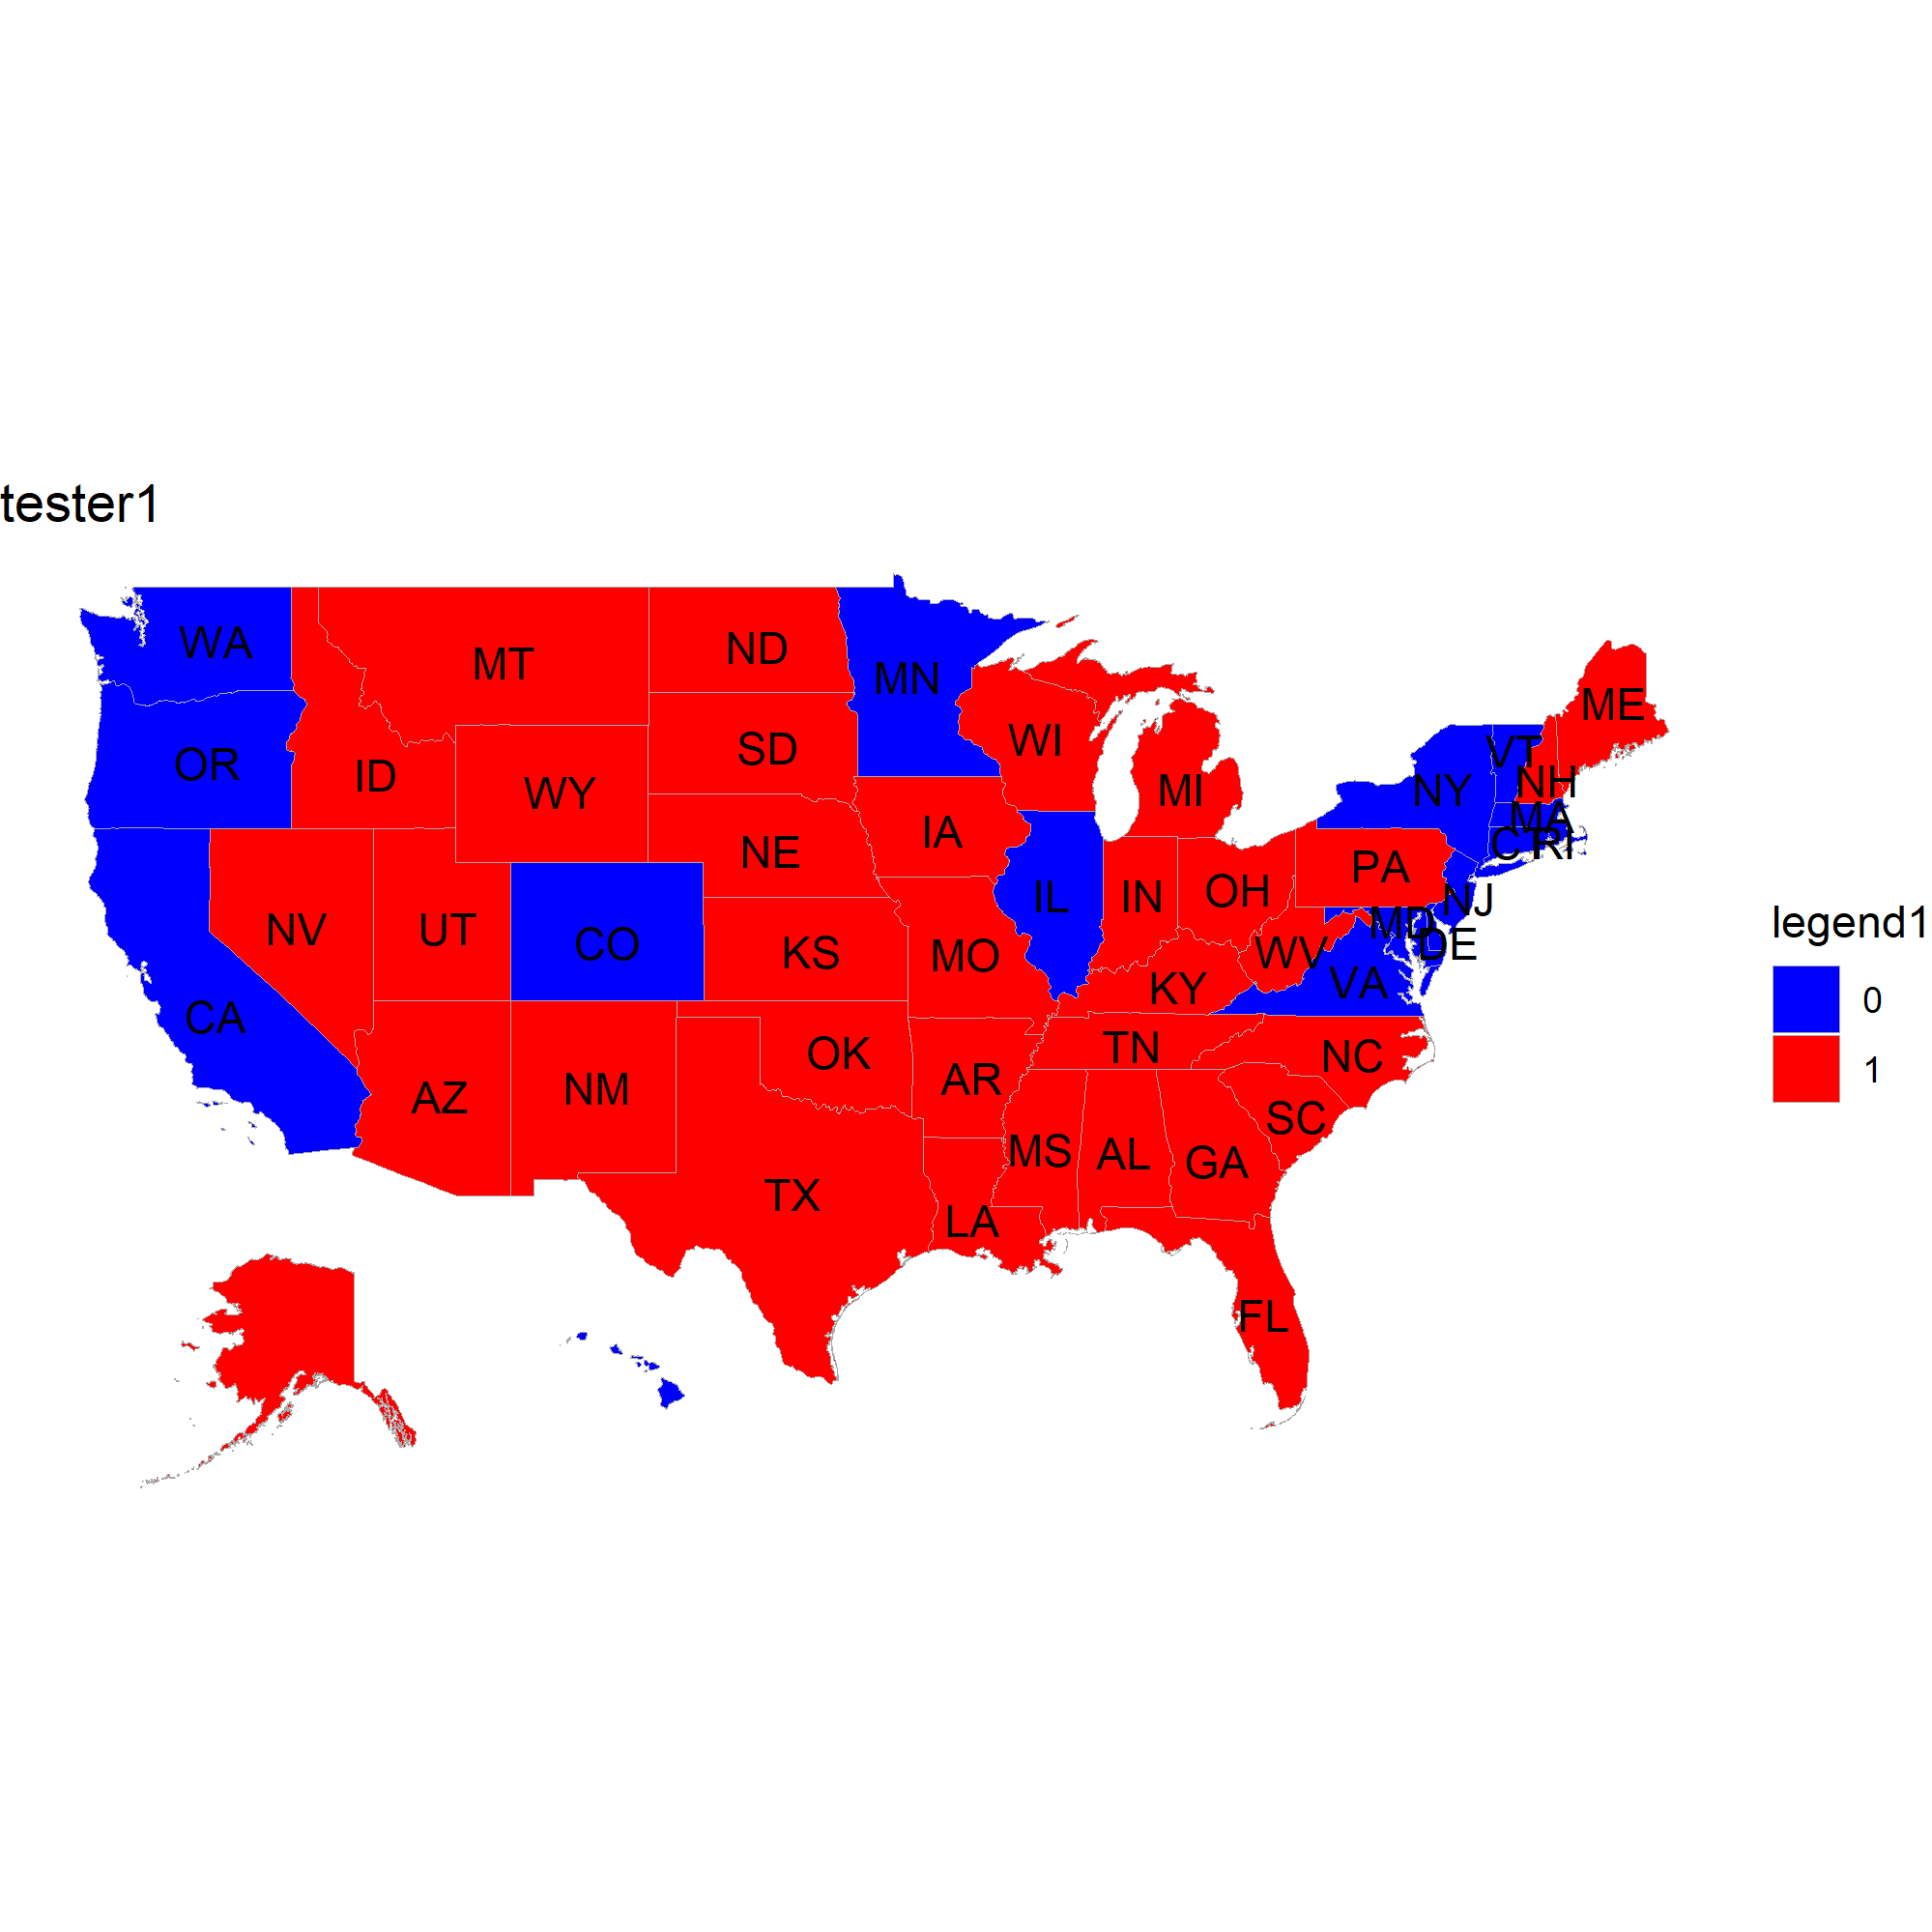 tester1
WA
MT
ND
MN
OR
ID
WY
SD
WI
MI
ME
VT
NH
NY
MA
CT
RI
NE
IA
PA
NV
UT
CO
KS
MO
IL
IN
OH
NJ
MD
DE
WV
VA
KY
CA
AZ
NM
OK
AR
TN
NC
SC
MS
AL
GA
TX
LA
FL
legend1
0
1